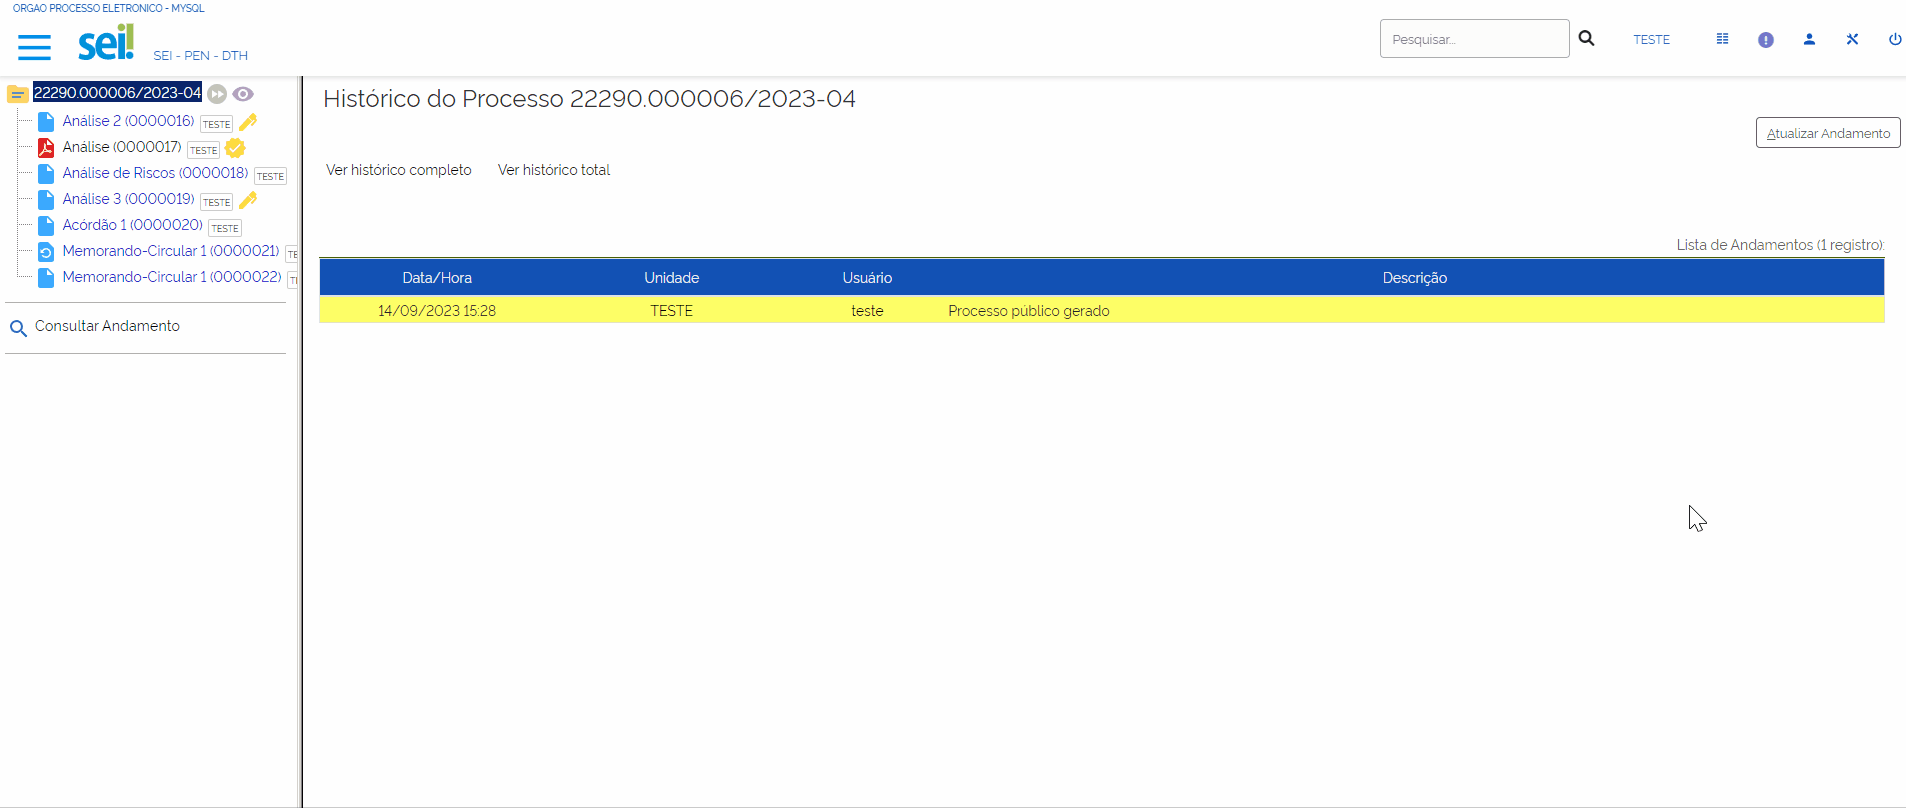 ORGAO PROCESSO ELETRONICO - MYSQL
sei!
SEI - PEN - DTH
Pesquisar...
TESTE
22290.000006/2023-04
Análise 2 (0000016) TESTE
Análise (0000017) TESTE
Análise de Riscos (0000018) TESTE
Análise 3 (0000019) TESTE
Acórdão 1 (0000020) TESTE
Memorando-Circular 1 (0000021) TE
Memorando-Circular 1 (0000022) TI
Consultar Andamento
Histórico do Processo 22290.000006/2023-04
Atualizar Andamento
Ver histórico completo Ver histórico total
Lista de Andamentos (1 registro):
Data/Hora Unidade Usuário Descrição
14/09/2023 15:28 TESTE teste Processo público gerado